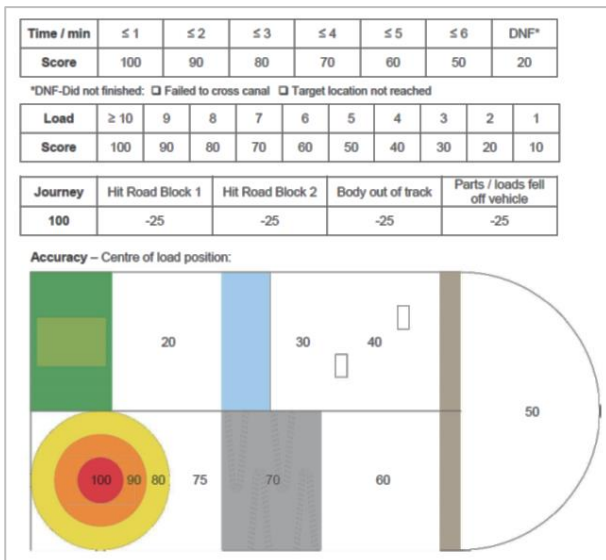 Time / min ≤ 1 ≤ 2 ≤ 3 ≤ 4 ≤ 5 ≤ 6 DNF*
Score 100 90 80 70 60 50 20
*DNF-Did not finished: ❑ Failed to cross canal ❑ Target location not reached
Load ≥ 10 9 8 7 6 5 4 3 2 1
Score 100 90 80 70 60 50 40 30 20 10
Journey Hit Road Block 1 Hit Road Block 2 Body out of track Parts / loads fell off vehicle
100 -25 -25 -25 -25
Accuracy – Centre of load position:
20 30 40
50
100 90 80 75 70 60